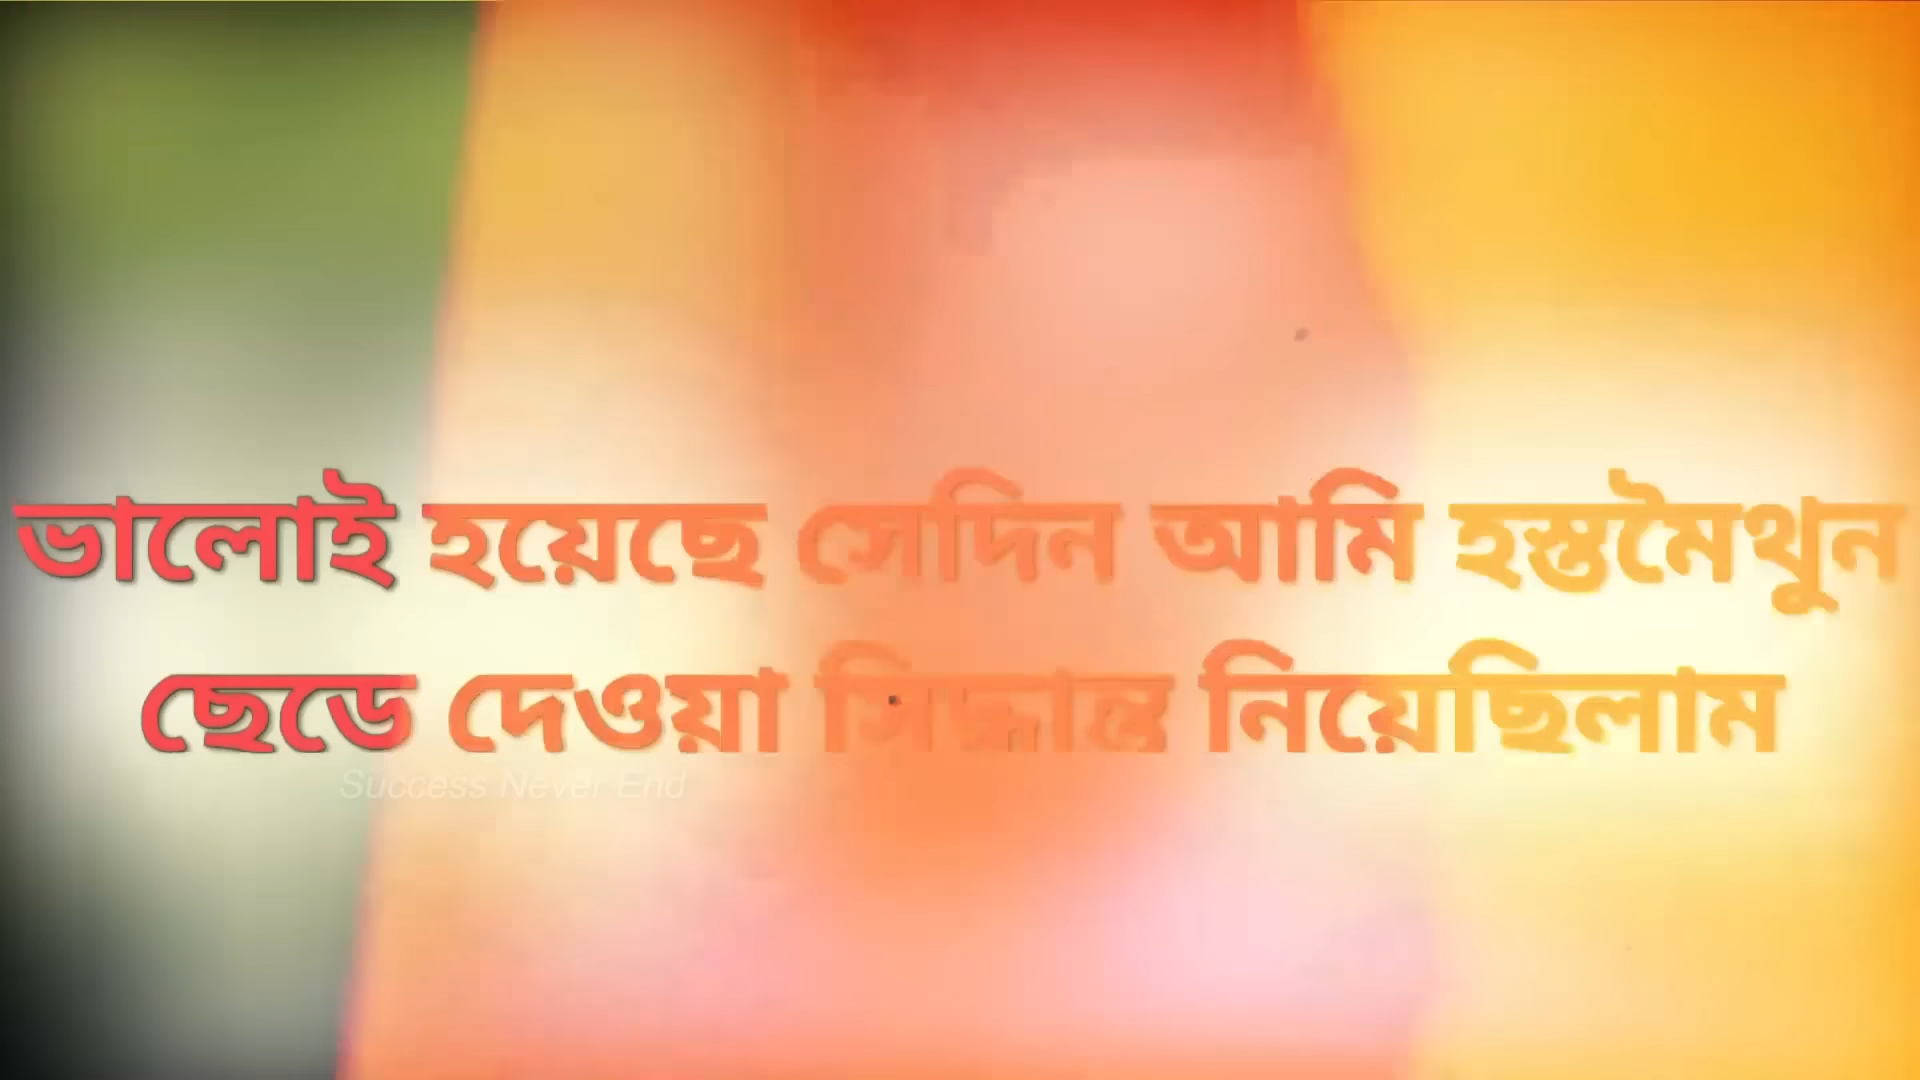 ভালোই হয়েছে সেদিন আমি হস্তমৈথুন
ছেডে দেওয়া সিদ্ধান্ত নিয়েছিলাম
Success Never End